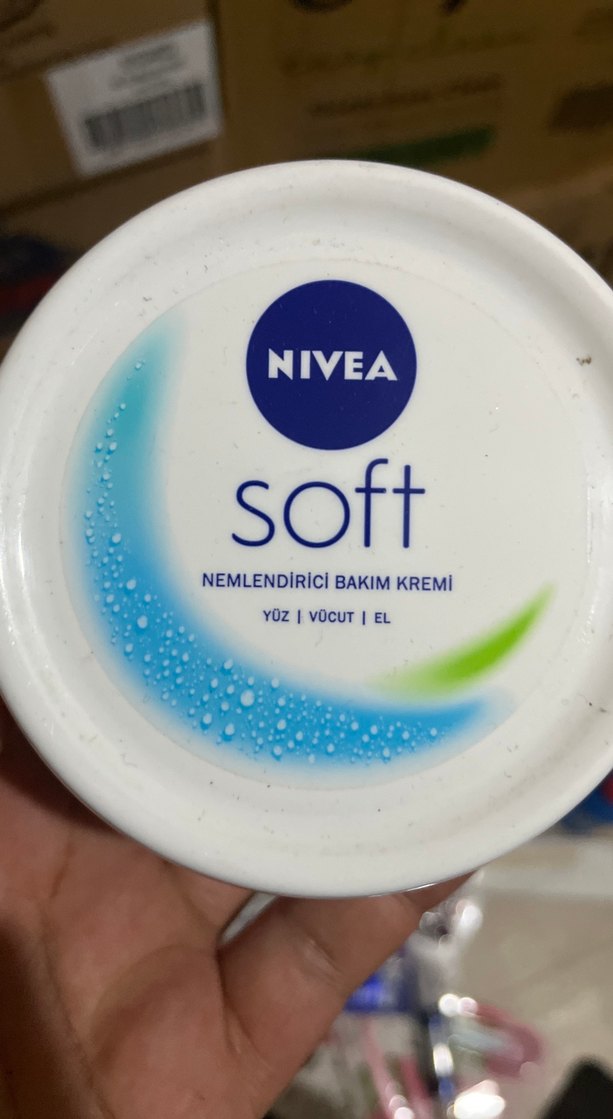 NIVEA
soft
NEMLENDİRİCİ BAKIM KREMİ
YÜZ | VÜCUT | EL